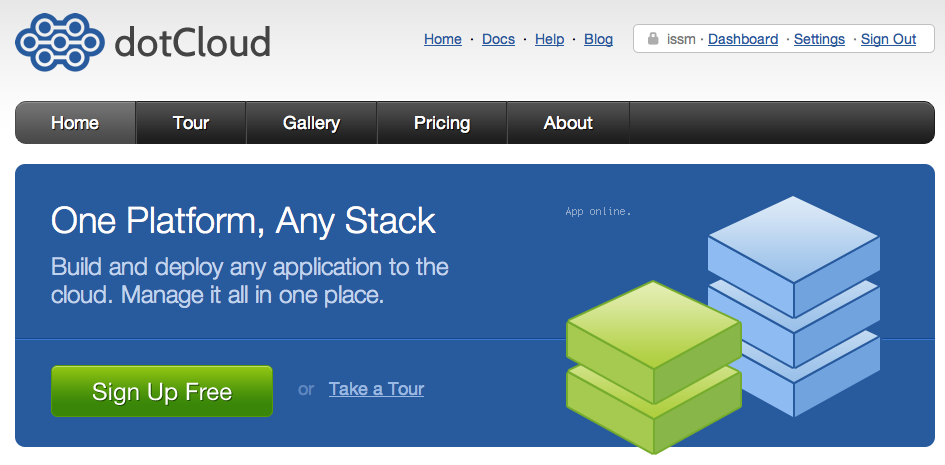 dotCloud
Home · Docs · Help · Blog
issm · Dashboard · Settings · Sign Out
Home Tour Gallery Pricing About
One Platform, Any Stack
App online.
Build and deploy any application to the
cloud. Manage it all in one place.
Sign Up Free or Take a Tour